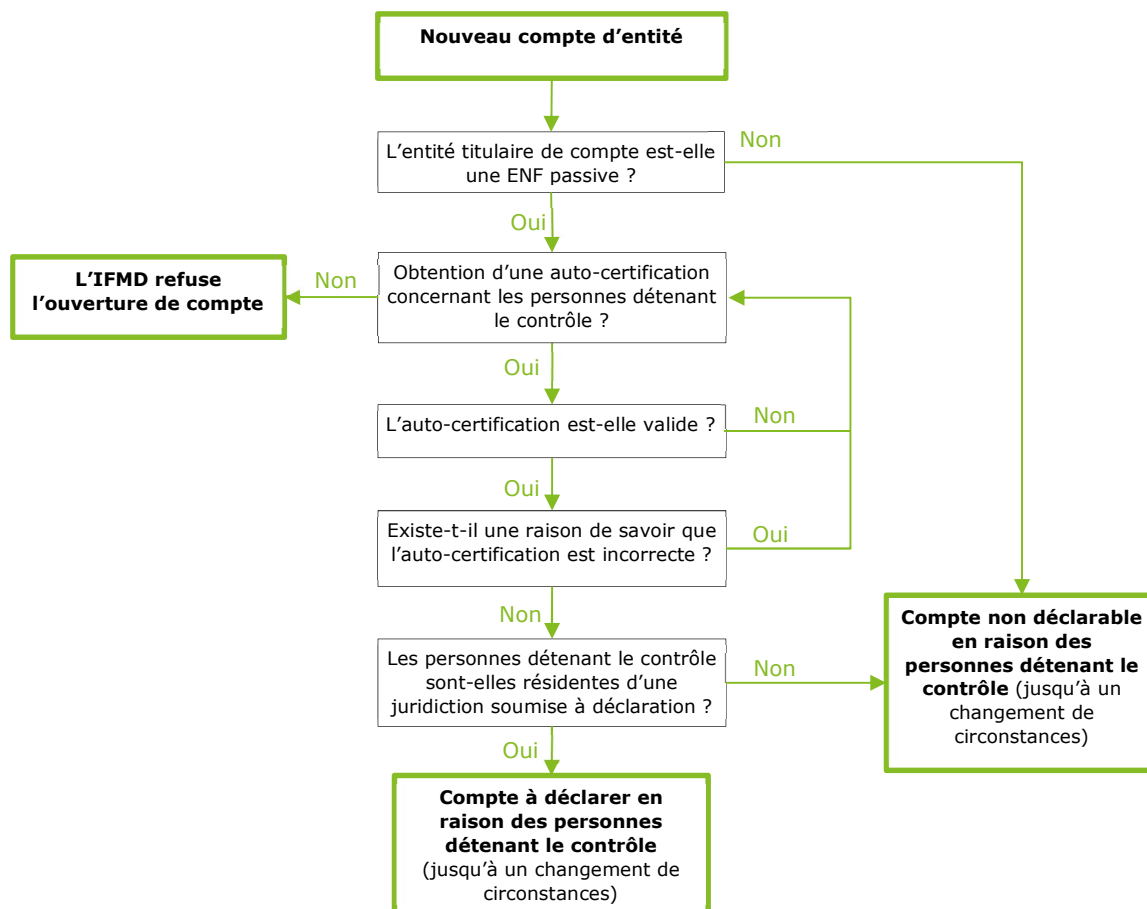 Nouveau compte d'entité
L'entité titulaire de compte est-elle
une ENF passive ?
Non
Oui
L'IFMD refuse
l'ouverture de compte
Non
Obtention d'une auto-certification
concernant les personnes détenant
le contrôle ?
Oui
L'auto-certification est-elle valide ?
Non
Oui
Existe-t-il une raison de savoir que
l'auto-certification est incorrecte ?
Oui
Non
Les personnes détenant le contrôle
sont-elles résidentes d'une
juridiction soumise à déclaration ?
Non
Compte non déclarable
en raison des
personnes détenant le
contrôle (jusqu'à un
changement de
circonstances)
Oui
Compte à déclarer en
raison des personnes
détenant le contrôle
(jusqu'à un changement de
circonstances)